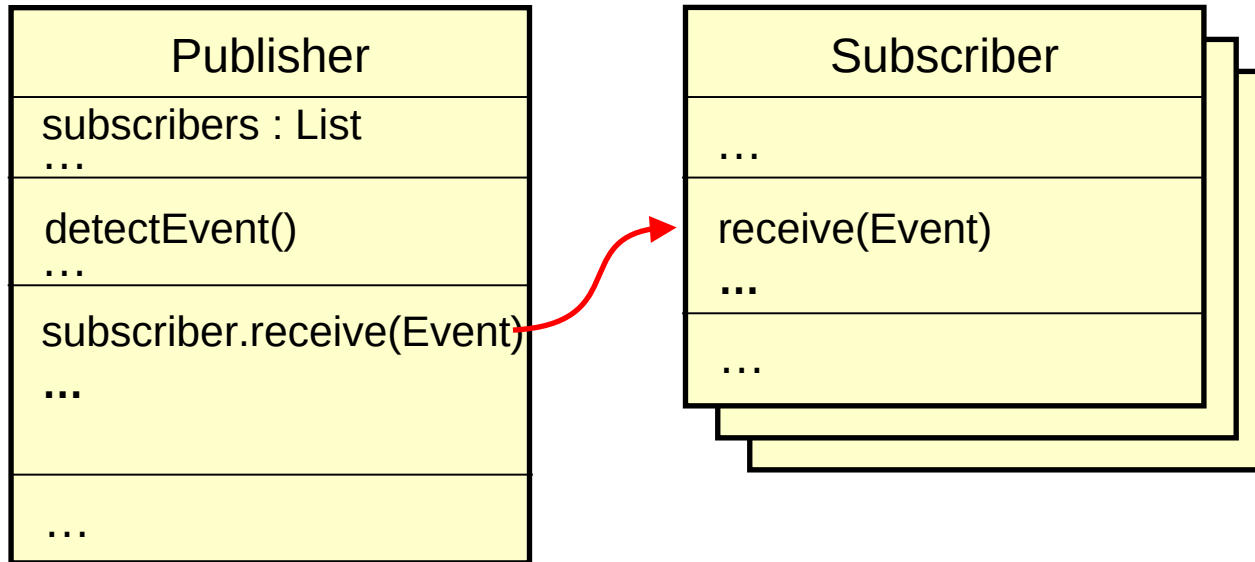 Publisher
subscribers : List
…
detectEvent()
…
subscriber.receive(Event)
...
…
Subscriber
…
receive(Event)
...
…